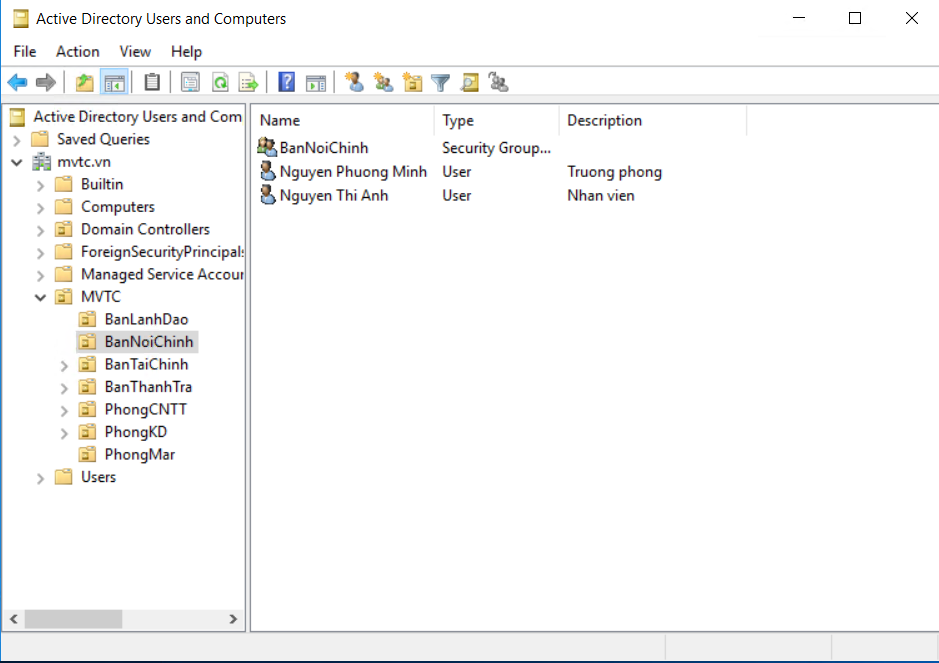 Active Directory Users and Computers
File Action View Help
Active Directory Users and Com
Saved Queries
mvtc.vn
Builtin
Computers
Domain Controllers
ForeignSecurityPrincipals
Managed Service Accour
MVTC
BanLanhDao
BanNoiChinh
BanTaiChinh
BanThanhTra
PhongCNTT
PhongKD
PhongMar
Users
Name Type Description
BanNoiChinh Security Group...
Nguyen Phuong Minh User Truong phong
Nguyen Thi Anh User Nhan vien